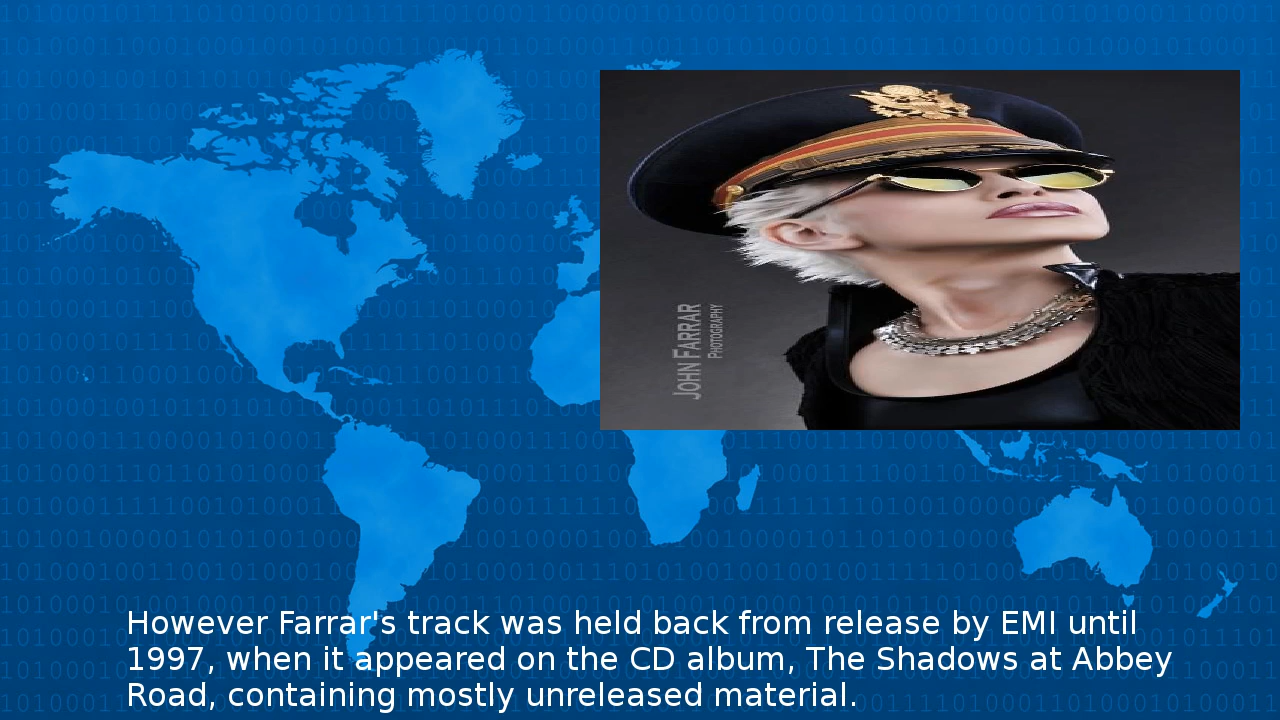 JOHN FARRAR
PHOTOGRAPHY
However Farrar's track was held back from release by EMI until
1997, when it appeared on the CD album, The Shadows at Abbey
Road, containing mostly unreleased material.